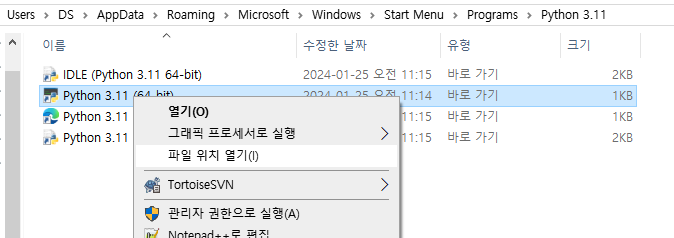 Users > DS > AppData > Roaming > Microsoft > Windows > Start Menu > Programs > Python 3.11
이름 수정한 날짜 유형 크기
IDLE (Python 3.11 64-bit) 2024-01-25 오전 11:15 바로 가기 2KB
Python 3.11 (64-bit) 2024-01-25 오전 11:14 바로 가기 1KB
Python 3.11 11:15 바로 가기 1KB
Python 3.11 11:15 바로 가기 2KB
열기(O)
그래픽 프로세서로 실행
파일 위치 열기(I)
TortoiseSVN
관리자 권한으로 실행(A)
Notepad++로 편집